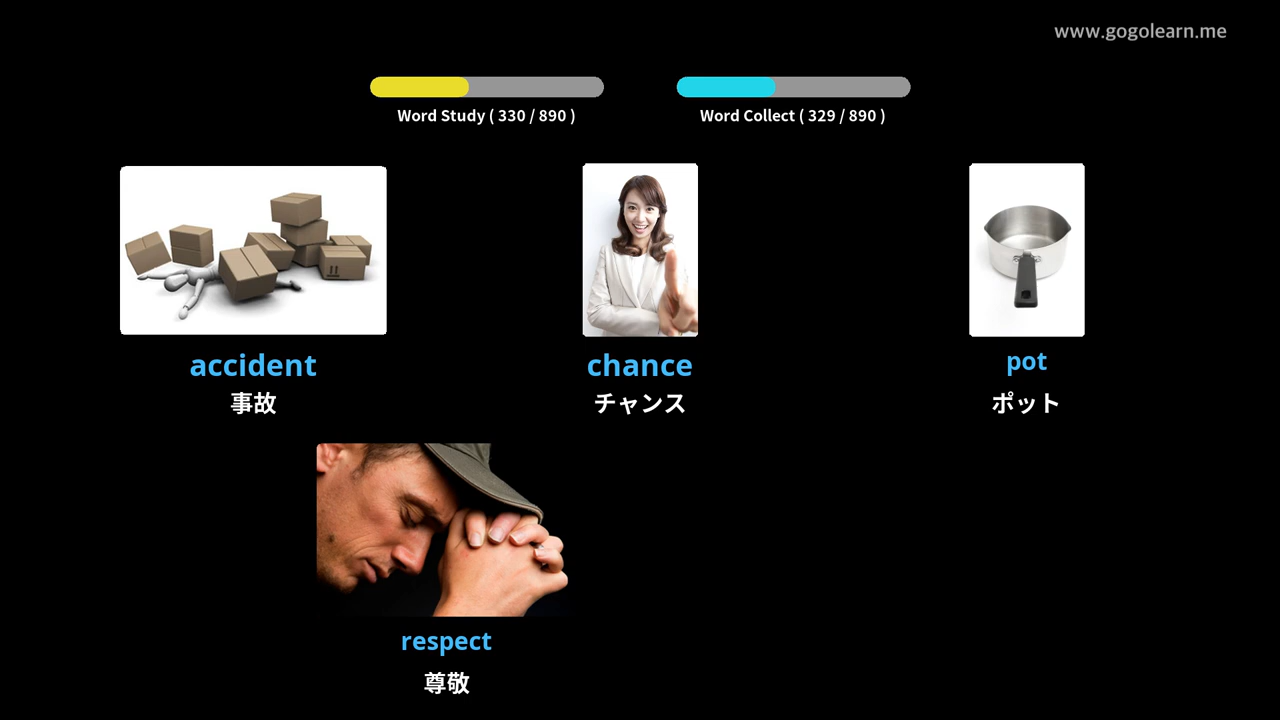 www.gogolearn.me
Word Study ( 330 / 890 )
Word Collect ( 329 / 890 )
accident
事故
chance
チャンス
pot
ポット
respect
尊敬